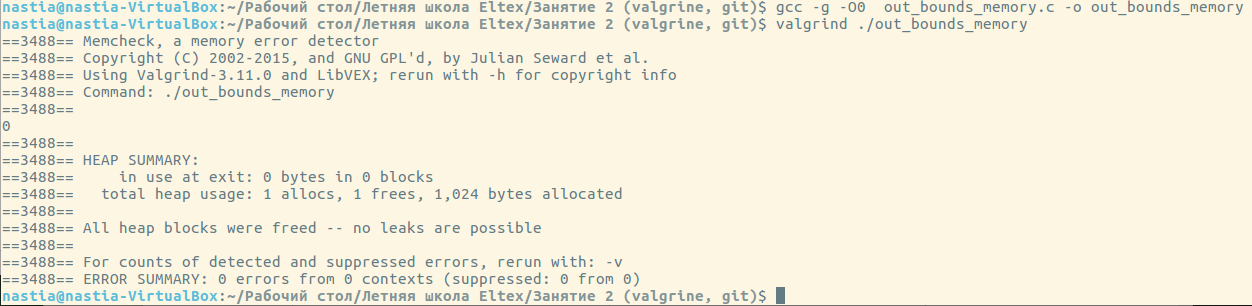 nastia@nastia-VirtualBox:~/Рабочий стол/Летняя школа Eltex/Занятие 2 (valgrine, git)$ gcc -g -O0  out_bounds_memory.c -o out_bounds_memory
nastia@nastia-VirtualBox:~/Рабочий стол/Летняя школа Eltex/Занятие 2 (valgrine, git)$ valgrind ./out_bounds_memory
==3488== Memcheck, a memory error detector
==3488== Copyright (C) 2002-2015, and GNU GPL'd, by Julian Seward et al.
==3488== Using Valgrind-3.11.0 and LibVEX; rerun with -h for copyright info
==3488== Command: ./out_bounds_memory
==3488==
0
==3488==
==3488== HEAP SUMMARY:
==3488==     in use at exit: 0 bytes in 0 blocks
==3488==   total heap usage: 1 allocs, 1 frees, 1,024 bytes allocated
==3488==
==3488== All heap blocks were freed -- no leaks are possible
==3488==
==3488== For counts of detected and suppressed errors, rerun with: -v
==3488== ERROR SUMMARY: 0 errors from 0 contexts (suppressed: 0 from 0)
nastia@nastia-VirtualBox:~/Рабочий стол/Летняя школа Eltex/Занятие 2 (valgrine, git)$